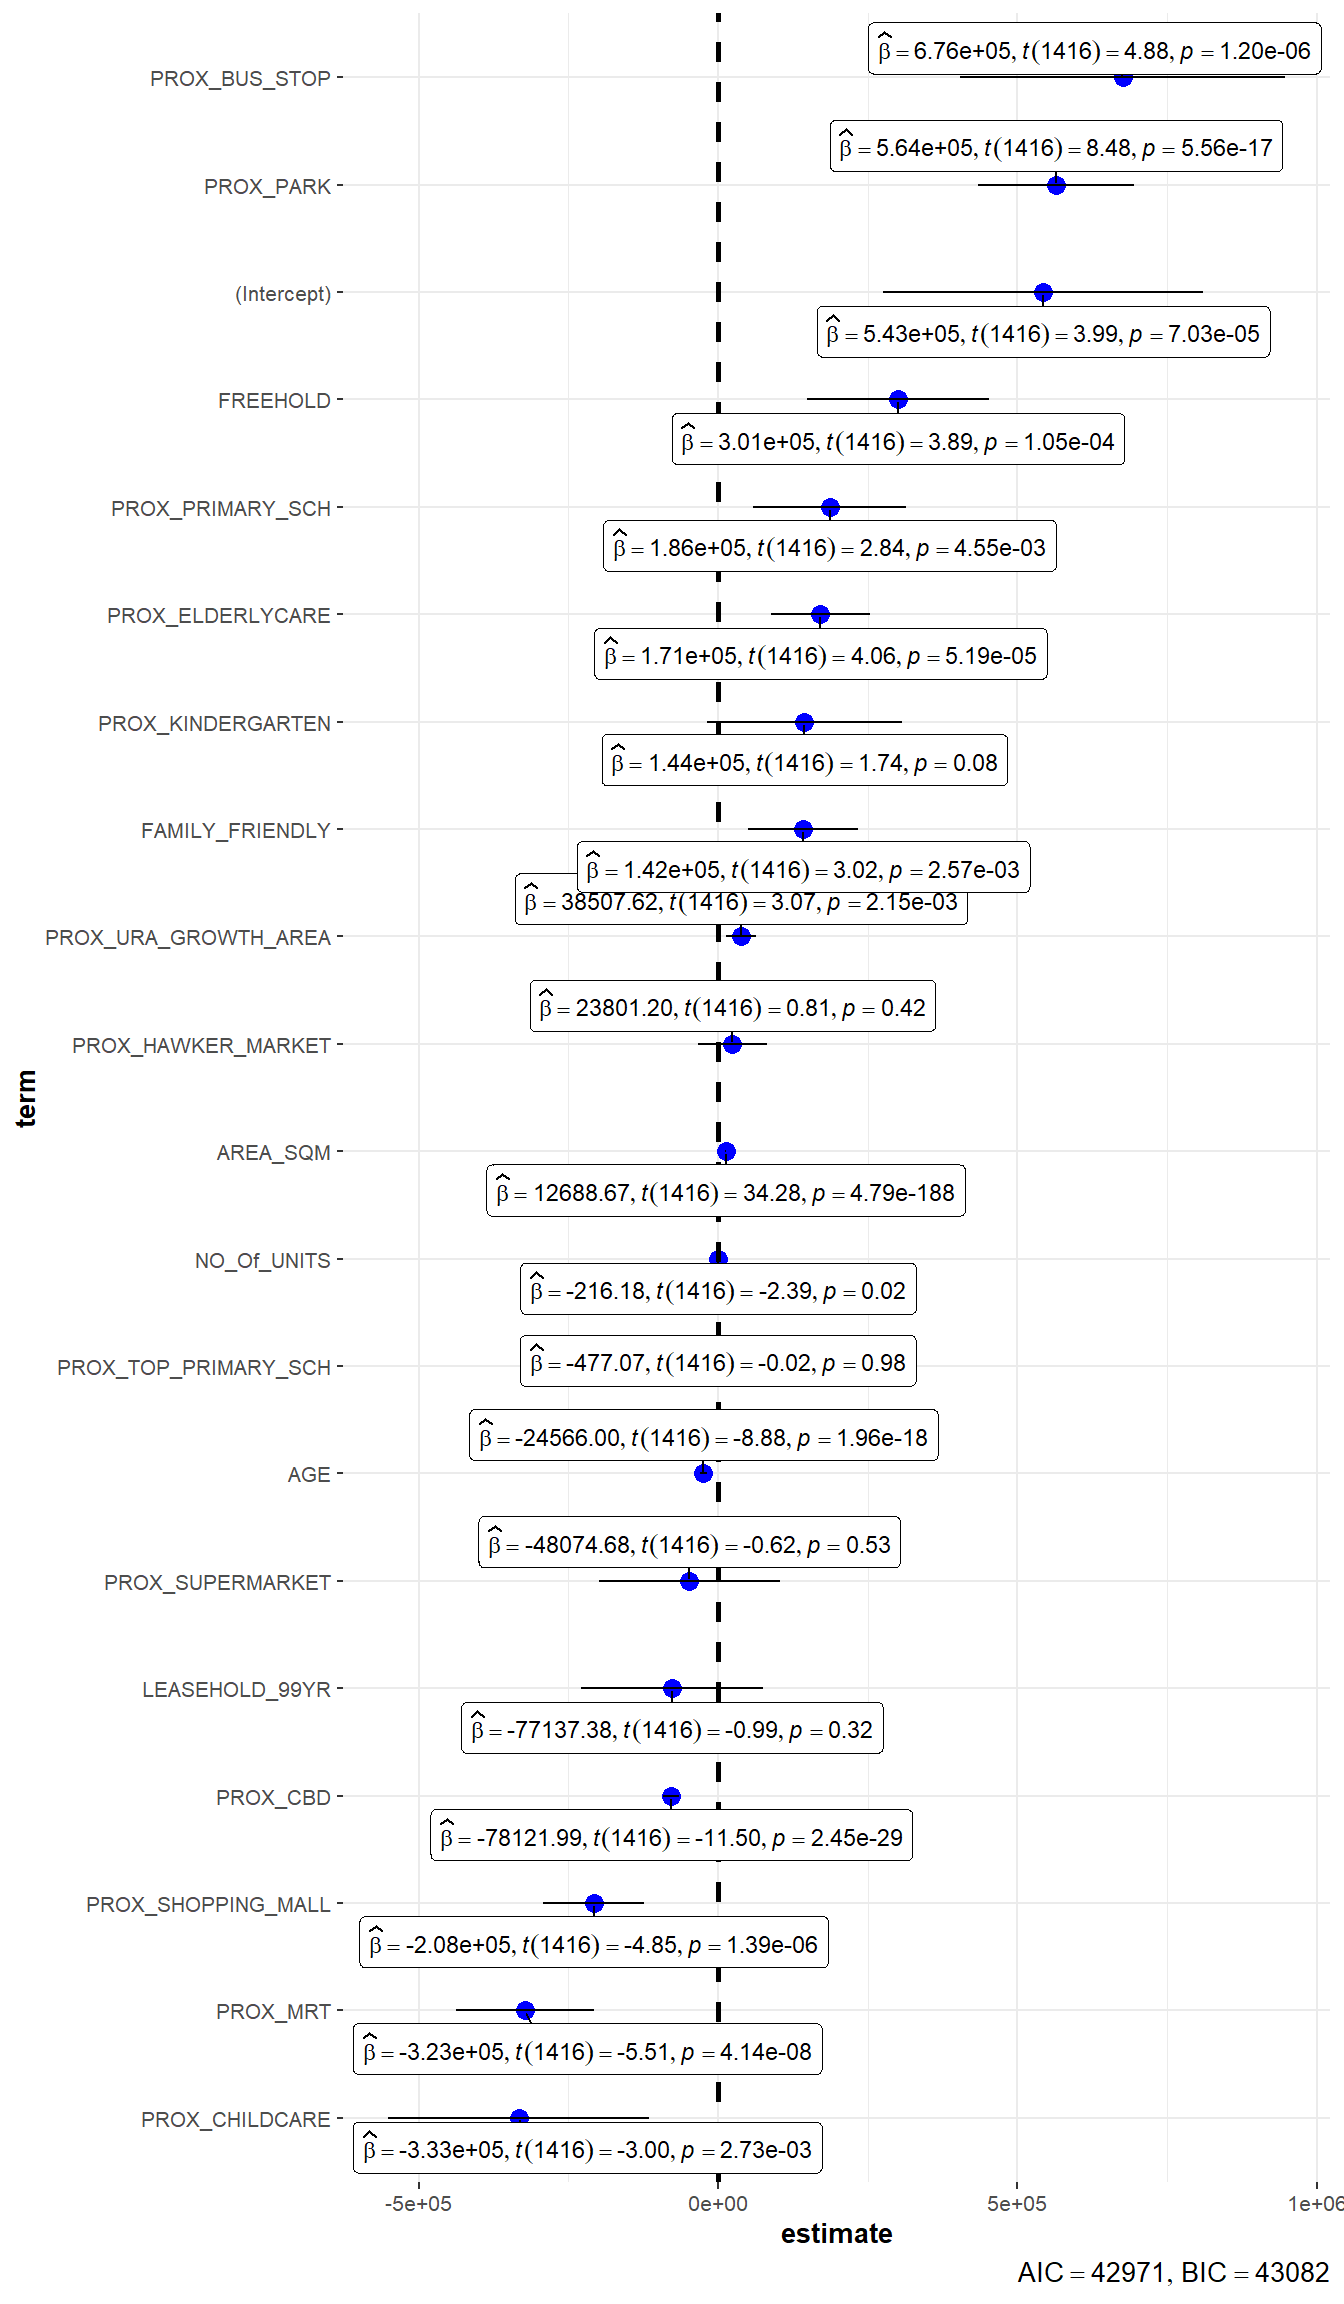 β̂ = 6.76e+05, t(1416) = 4.88, p = 1.20e-06
PROX_BUS_STOP
β̂ = 5.64e+05, t(1416) = 8.48, p = 5.56e-17
PROX_PARK
(Intercept)
β̂ = 5.43e+05, t(1416) = 3.99, p = 7.03e-05
FREEHOLD
β̂ = 3.01e+05, t(1416) = 3.89, p = 1.05e-04
PROX_PRIMARY_SCH
β̂ = 1.86e+05, t(1416) = 2.84, p = 4.55e-03
PROX_ELDERLYCARE
β̂ = 1.71e+05, t(1416) = 4.06, p = 5.19e-05
PROX_KINDERGARTEN
β̂ = 1.44e+05, t(1416) = 1.74, p = 0.08
FAMILY_FRIENDLY
β̂ = 1.42e+05, t(1416) = 3.02, p = 2.57e-03
β̂ = 38507.62, t(1416) = 3.07, p = 2.15e-03
PROX_URA_GROWTH_AREA
β̂ = 23801.20, t(1416) = 0.81, p = 0.42
PROX_HAWKER_MARKET
term
AREA_SQM
β̂ = 12688.67, t(1416) = 34.28, p = 4.79e-188
NO_Of_UNITS
β̂ = -216.18, t(1416) = -2.39, p = 0.02
PROX_TOP_PRIMARY_SCH
β̂ = -477.07, t(1416) = -0.02, p = 0.98
β̂ = -24566.00, t(1416) = -8.88, p = 1.96e-18
AGE
β̂ = -48074.68, t(1416) = -0.62, p = 0.53
PROX_SUPERMARKET
LEASEHOLD_99YR
β̂ = -77137.38, t(1416) = -0.99, p = 0.32
PROX_CBD
β̂ = -78121.99, t(1416) = -11.50, p = 2.45e-29
PROX_SHOPPING_MALL
β̂ = -2.08e+05, t(1416) = -4.85, p = 1.39e-06
PROX_MRT
β̂ = -3.23e+05, t(1416) = -5.51, p = 4.14e-08
PROX_CHILDCARE
β̂ = -3.33e+05, t(1416) = -3.00, p = 2.73e-03
-5e+05 0e+00 5e+05 1e+06
estimate
AIC = 42971, BIC = 43082